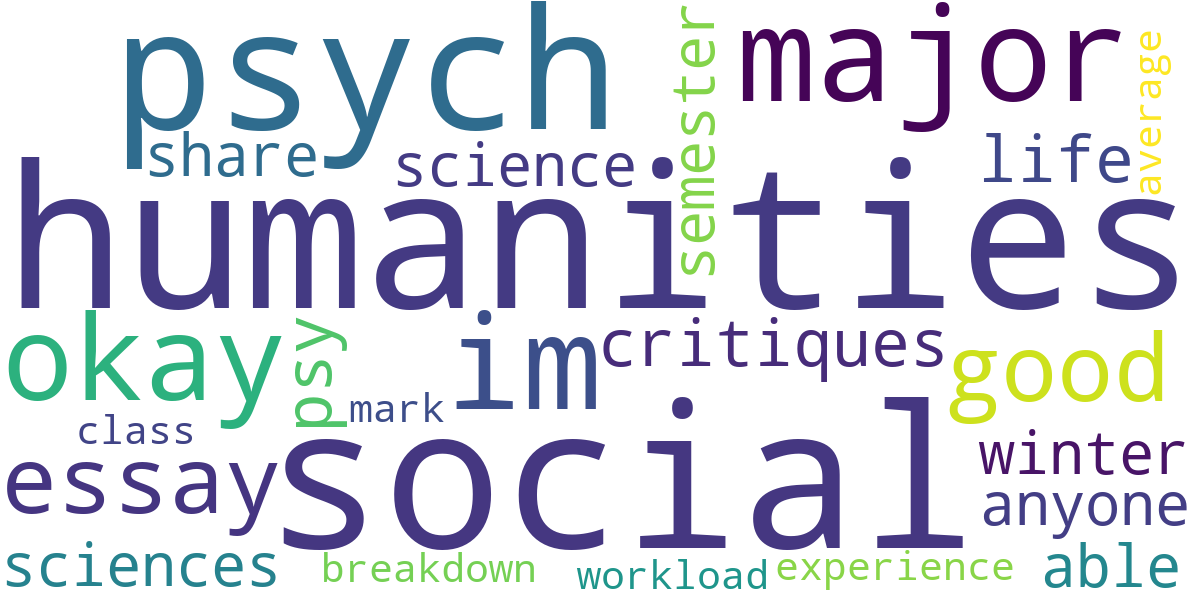 psych
major
semester
average
share
science
life
humanities
okay
psy
im
critiques
good
mark
class
social
essay
winter
anyone
sciences
breakdown
workload
experience
able